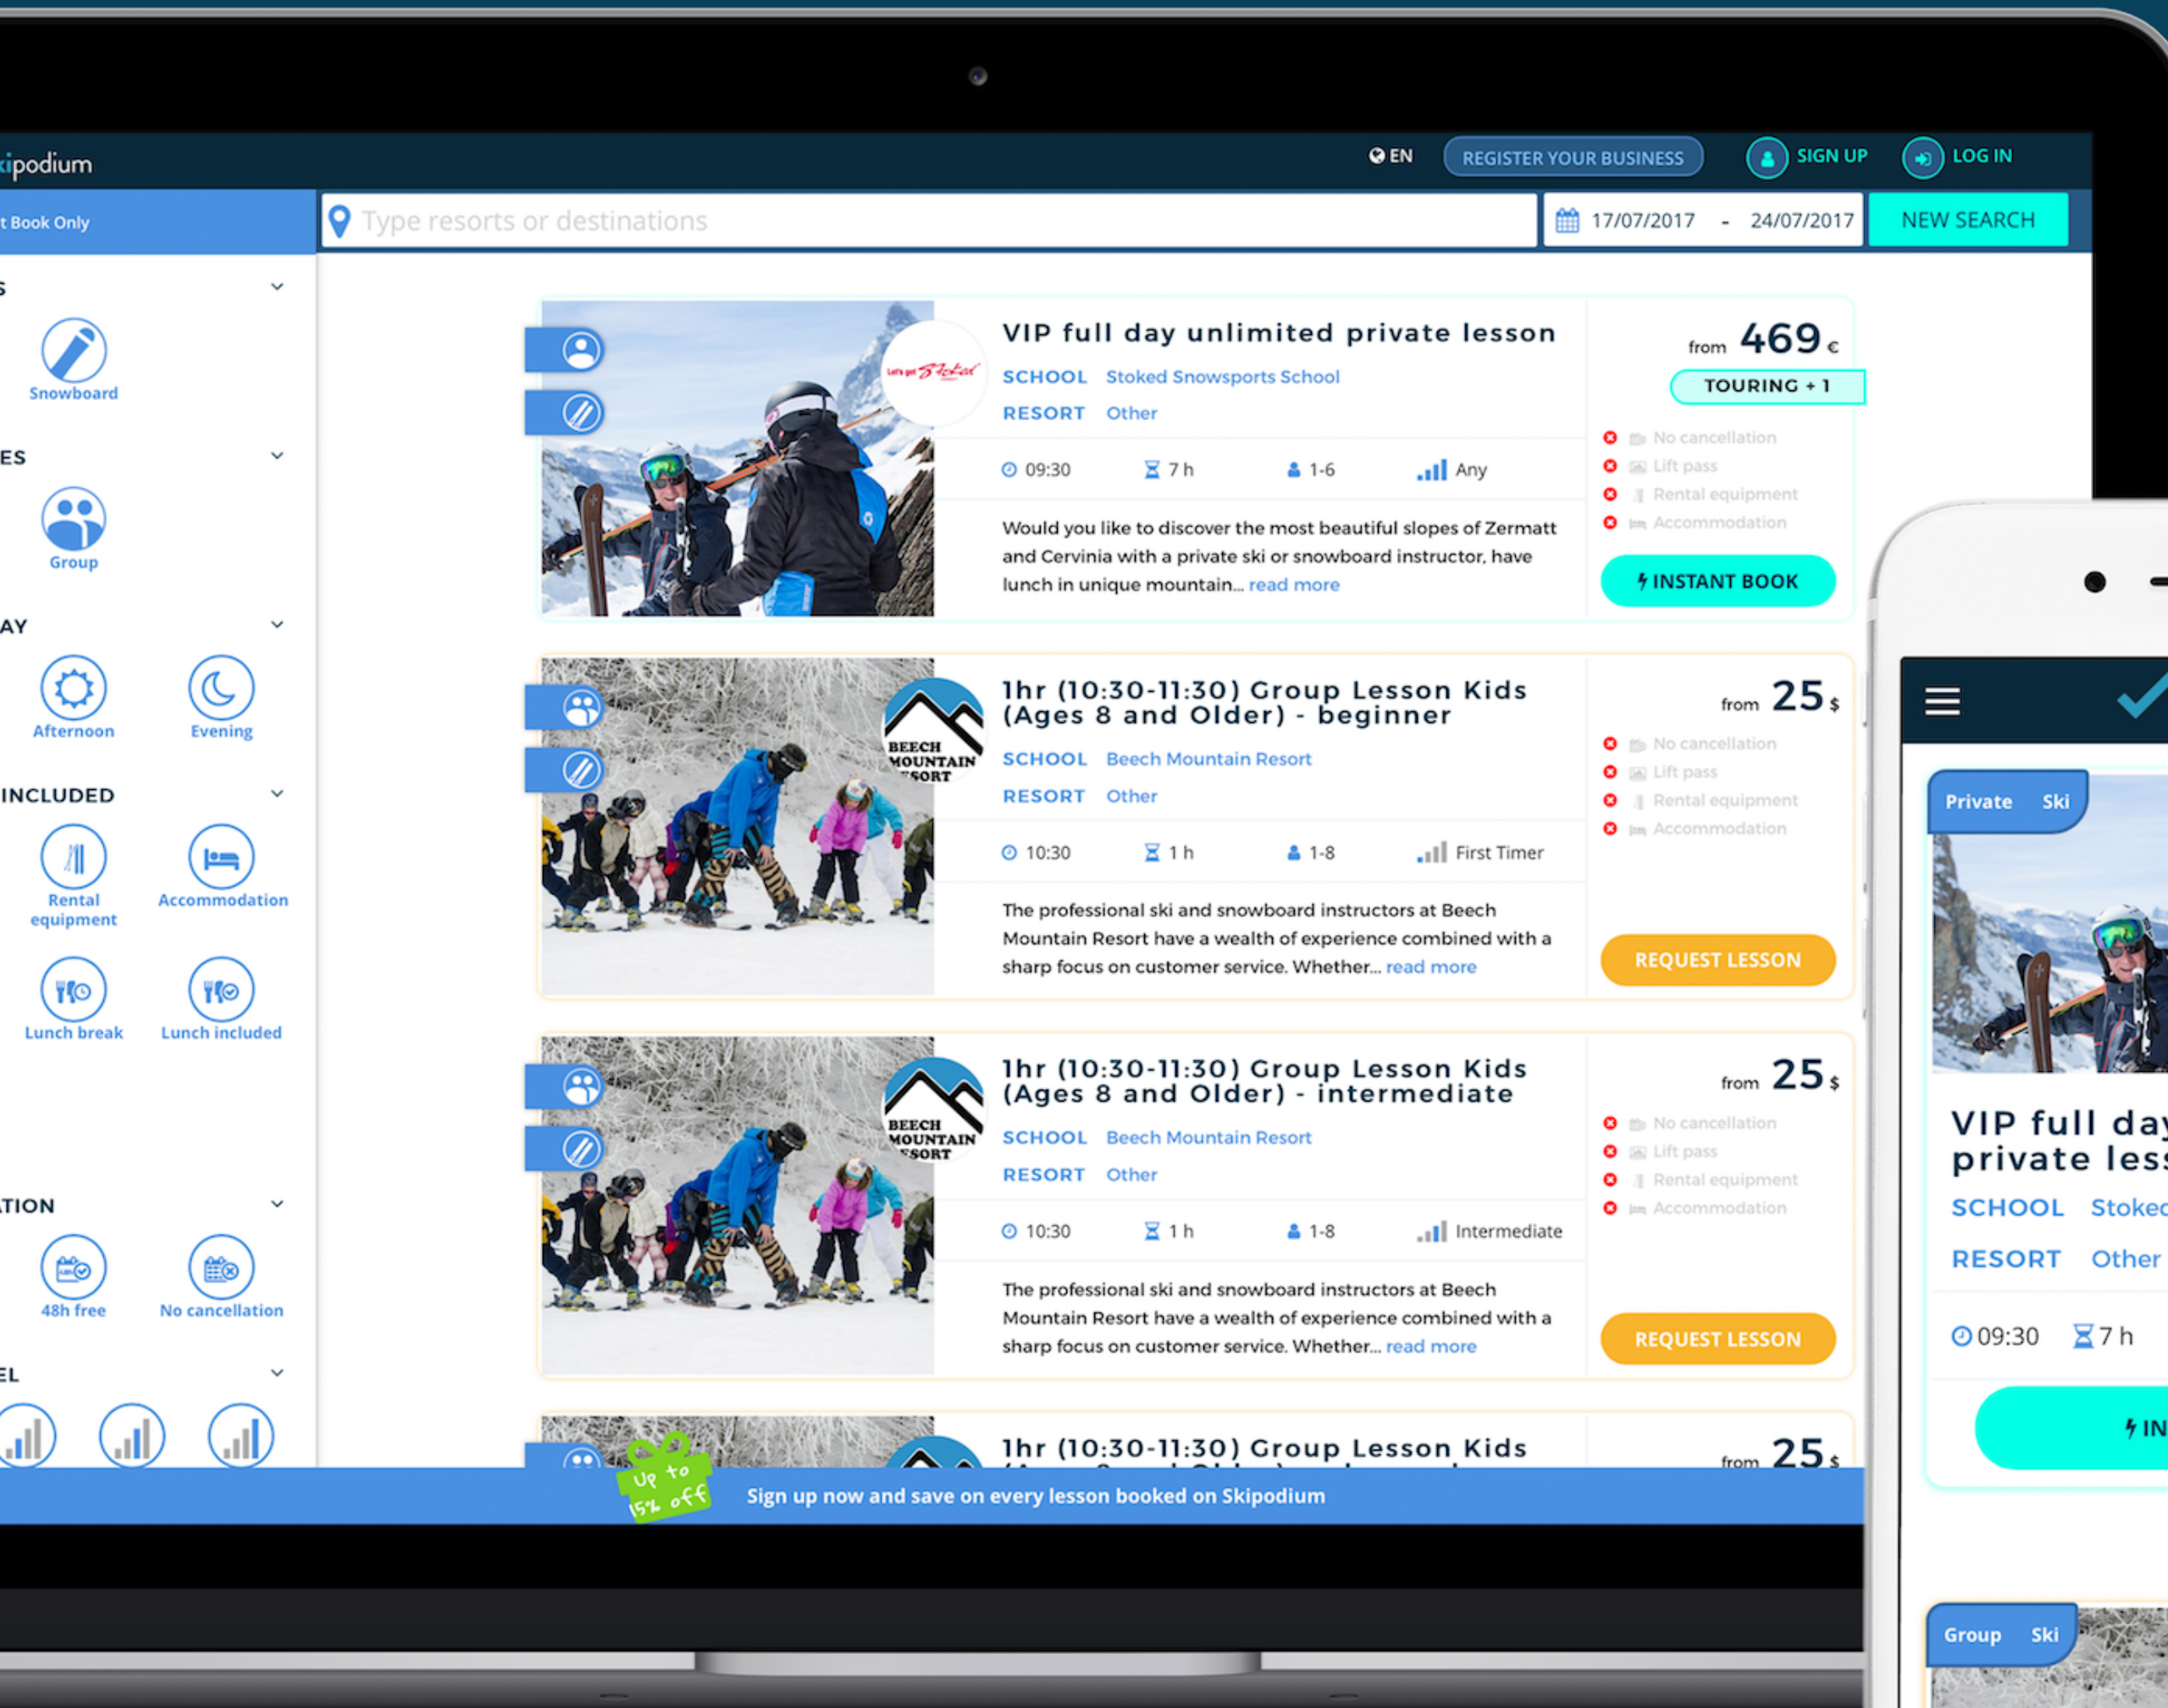 kipodium
EN
REGISTER YOUR BUSINESS
SIGN UP
LOG IN
t Book Only
Type resorts or destinations
17/07/2017 - 24/07/2017
NEW SEARCH
S
Snowboard
ES
Group
AY
Afternoon
Evening
INCLUDED
Rental
equipment
Accommodation
Lunch break
Lunch included
ATION
48h free
No cancellation
EL
VIP full day unlimited private lesson
SCHOOL Stoked Snowsports School
RESORT Other
09:30 7 h 1-6 Any
Would you like to discover the most beautiful slopes of Zermatt
and Cervinia with a private ski or snowboard instructor, have
lunch in unique mountain... read more
from 469 €
TOURING + 1
No cancellation
Lift pass
Rental equipment
Accommodation
INSTANT BOOK
Let's get Stoked
BEECH
MOUNTAIN
RESORT
1hr (10:30-11:30) Group Lesson Kids
(Ages 8 and Older) - beginner
SCHOOL Beech Mountain Resort
RESORT Other
10:30 1 h 1-8 First Timer
The professional ski and snowboard instructors at Beech
Mountain Resort have a wealth of experience combined with a
sharp focus on customer service. Whether... read more
from 25 $
No cancellation
Lift pass
Rental equipment
Accommodation
REQUEST LESSON
BEECH
MOUNTAIN
RESORT
1hr (10:30-11:30) Group Lesson Kids
(Ages 8 and Older) - intermediate
SCHOOL Beech Mountain Resort
RESORT Other
10:30 1 h 1-8 Intermediate
The professional ski and snowboard instructors at Beech
Mountain Resort have a wealth of experience combined with a
sharp focus on customer service. Whether... read more
from 25 $
No cancellation
Lift pass
Rental equipment
Accommodation
REQUEST LESSON
1hr (10:30-11:30) Group Lesson Kids
from 25 $
Up to
15% off
Sign up now and save on every lesson booked on Skipodium
Private Ski
VIP full day
private less
SCHOOL Stoked
RESORT Other
09:30 7 h
IN
Group Ski